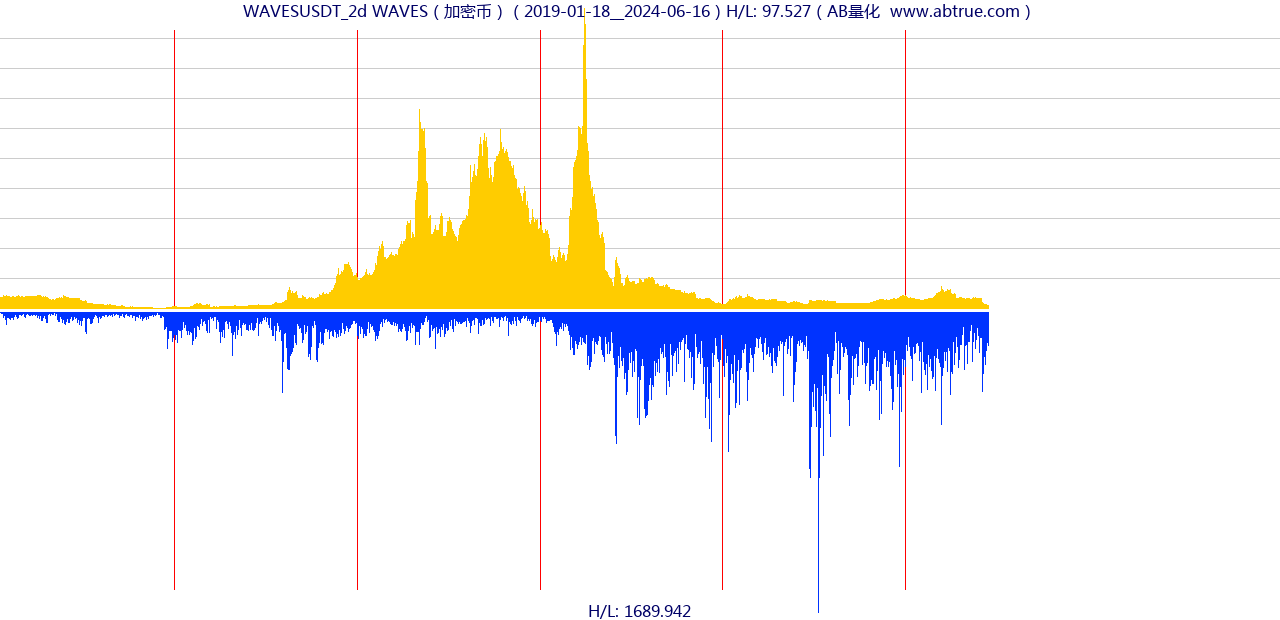 WAVESUSDT_2d WAVES ( 加密币 ) ( 2019-01-18__2024-06-16 ) H/L: 97.527 ( AB量化 www.abtrue.com )
H/L: 1689.942